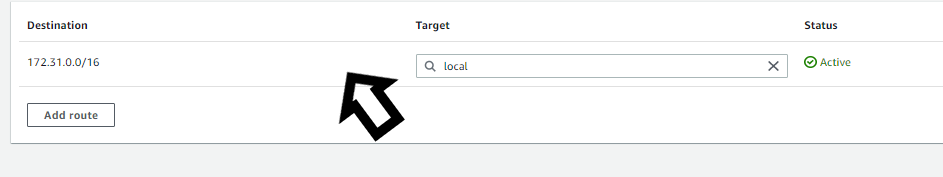 Destination Target Status
172.31.0.0/16 local Active
Add route